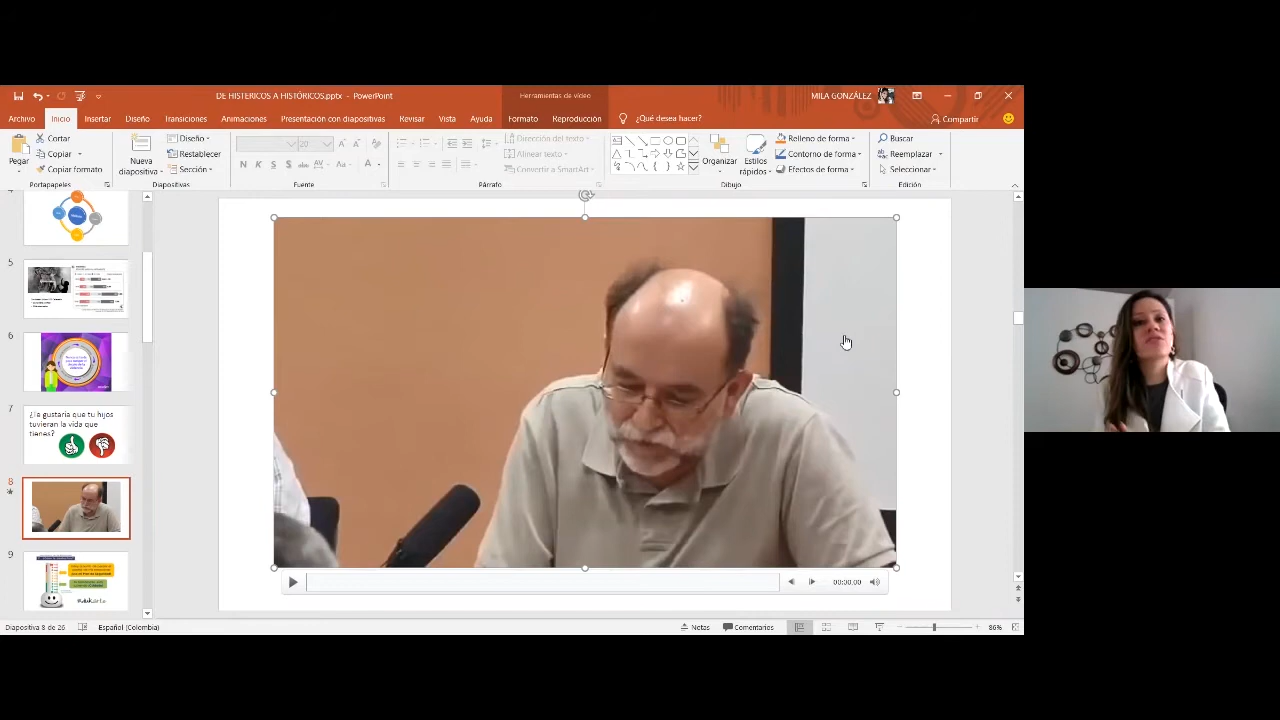 DE HISTERICOS A HISTÓRICOS.pptx - PowerPoint
Herramientas de vídeo
MILA GONZÁLEZ
Archivo Inicio Insertar Diseño Transiciones Animaciones Presentación con diapositivas Revisar Vista Ayuda Formato Reproducción ¿Qué desea hacer? Compartir
Pegar
Cortar
Copiar
Copiar formato
Portapapeles
Nueva diapositiva
Diseño
Restablecer
Sección
Diapositivas
20
N K S S abc AV Aa A
Fuente
Dirección del texto
Alinear texto
Convertir a SmartArt
Párrafo
Organizar
Estilos rápidos
Relleno de forma
Contorno de forma
Efectos de forma
Dibujo
Buscar
Reemplazar
Seleccionar
Edición
5
6
7
¿Te gustaría que tu hijos
tuvieran la vida que
tienes?
8
9
00:00.00
Diapositiva 8 de 26 Español (Colombia) Notas Comentarios 86%